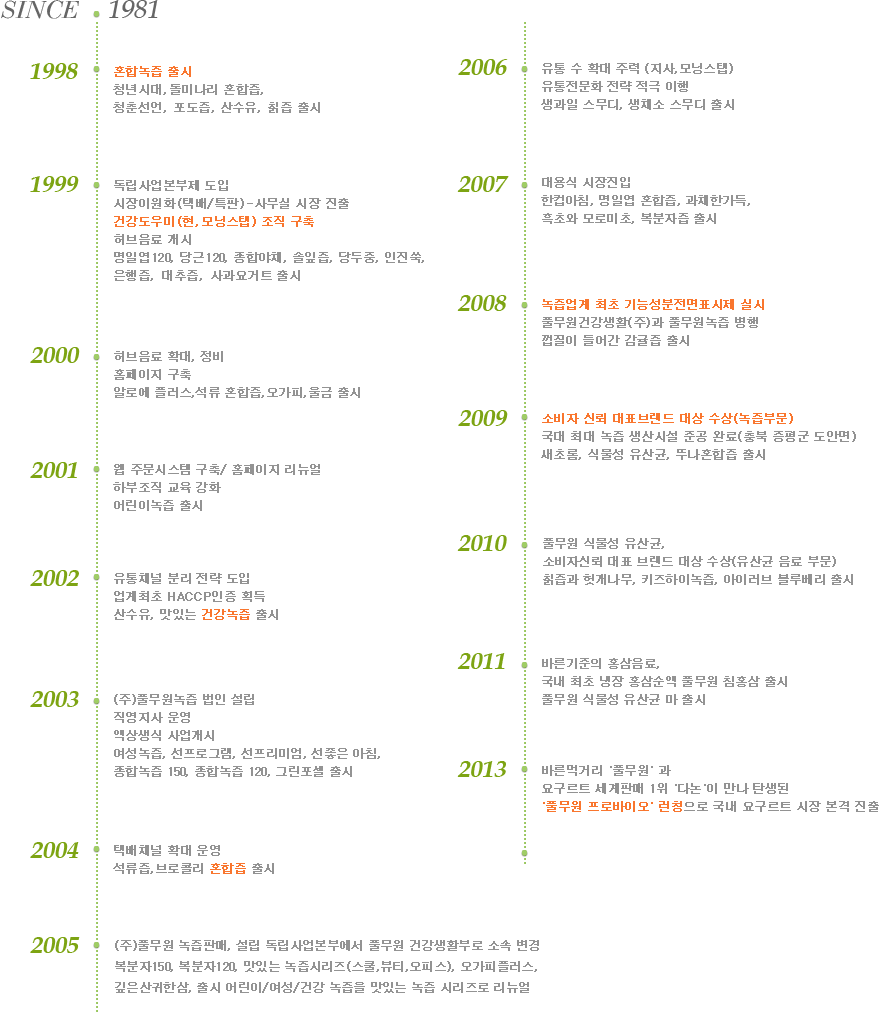 SINCE 1981
1998
혼합녹즙 출시
청년시대, 돌미나리 혼합즙,
청춘선언, 포도즙, 산수유, 칡즙 출시
1999
독립사업본부제 도입
시장이원화(택배/특판)-사무실 시장 진출
건강도우미(현, 모닝스탭) 조직 구축
허브음료 개시
명일엽120, 당근120, 종합야채, 솔잎즙, 당두충, 인진쑥,
은행즙, 대추즙, 사과요거트 출시
2000
허브음료 확대, 정비
홈페이지 구축
알로에 플러스,석류 혼합즙,오가피,울금 출시
2001
웹 주문시스템 구축/ 홈페이지 리뉴얼
하부조직 교육 강화
어린이녹즙 출시
2002
유통채널 분리 전략 도입
업계최초 HACCP인증 획득
산수유, 맛있는 건강녹즙 출시
2003
(주)풀무원녹즙 법인 설립
직영지사 운영
액상생식 사업개시
여성녹즙, 선프로그램, 선프리미엄, 선좋은 아침,
종합녹즙 150, 종합녹즙 120, 그린포셀 출시
2004
택배채널 확대 운영
석류즙,브로콜리 혼합즙 출시
2005
(주)풀무원 녹즙판매, 설립 독립사업본부에서 풀무원 건강생활부로 소속 변경
복분자150, 복분자120, 맛있는 녹즙시리즈(스쿨,뷰티,오피스), 오가피플러스,
깊은산귀한삼, 출시 어린이/여성/건강 녹즙을 맛있는 녹즙 시리즈로 리뉴얼
2006
유통 수 확대 주력 (지사,모닝스탭)
유통전문화 전략 적극 이행
생과일 스무디, 생채소 스무디 출시
2007
대용식 시장진입
한컵아침, 명일엽 혼합즙, 과채한가득,
흑초와 모로미초, 복분자즙 출시
2008
녹즙업계 최초 기능성분전면표시제 실시
풀무원건강생활(주)과 풀무원녹즙 병행
껍질이 들어간 감귤즙 출시
2009
소비자 신뢰 대표브랜드 대상 수상(녹즙부문)
국대 최대 녹즙 생산시설 준공 완료(충북 증평군 도안면)
새초롬, 식물성 유산균, 뚜나혼합즙 출시
2010
풀무원 식물성 유산균,
소비자신뢰 대표 브랜드 대상 수상(유산균 음료 부문)
칡즙과 헛개나무, 키즈하이녹즙, 아이러브 블루베리 출시
2011
바른기준의 홍삼음료,
국내 최초 냉장 홍삼순액 풀무원 침홍삼 출시
풀무원 식물성 유산균 마 출시
2013
바른먹거리 '풀무원' 과
요구르트 세계판매 1위 '다논'이 만나 탄생된
'풀무원 프로바이오' 런칭으로 국내 요구르트 시장 본격 진출